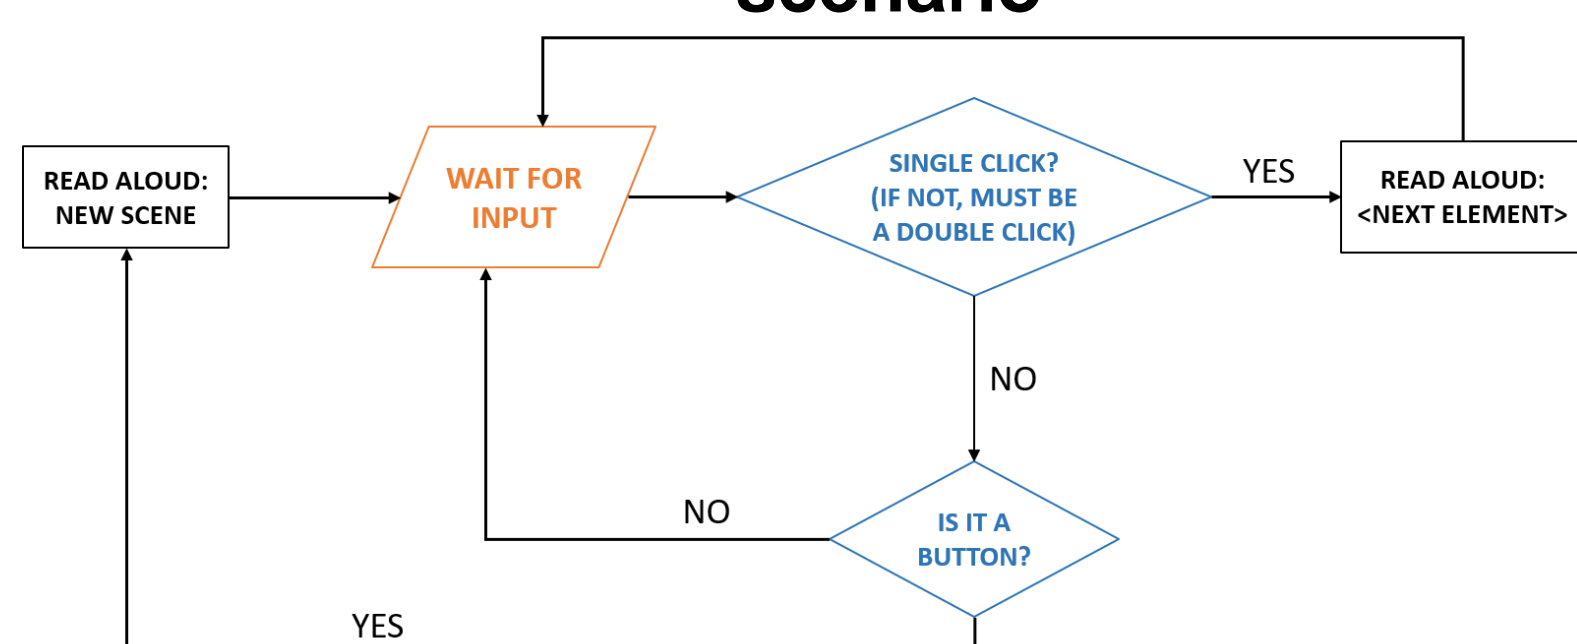 scenario
READ ALOUD:
NEW SCENE
WAIT FOR
INPUT
SINGLE CLICK?
(IF NOT, MUST BE
A DOUBLE CLICK)
YES
READ ALOUD:
<NEXT ELEMENT>
NO
NO
IS IT A
BUTTON?
YES